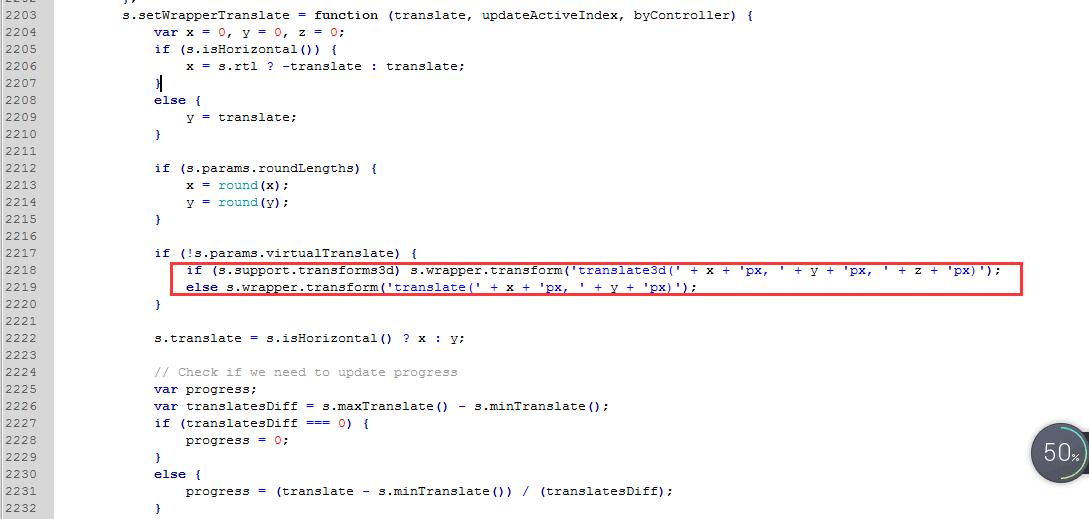 2203 s.setWrapperTranslate = function (translate, updateActiveIndex, byController) {
2204 var x = 0, y = 0, z = 0;
2205 if (s.isHorizontal()) {
2206 x = s.rtl ? -translate : translate;
2207 }
2208 else {
2209 y = translate;
2210 }
2211
2212 if (s.params.roundLengths) {
2213 x = round(x);
2214 y = round(y);
2215 }
2216
2217 if (!s.params.virtualTranslate) {
2218 if (s.support.transforms3d) s.wrapper.transform('translate3d(' + x + 'px, ' + y + 'px, ' + z + 'px)');
2219 else s.wrapper.transform('translate(' + x + 'px, ' + y + 'px)');
2220 }
2221
2222 s.translate = s.isHorizontal() ? x : y;
2223
2224 // Check if we need to update progress
2225 var progress;
2226 var translatesDiff = s.maxTranslate() - s.minTranslate();
2227 if (translatesDiff === 0) {
2228 progress = 0;
2229 }
2230 else {
2231 progress = (translate - s.minTranslate()) / (translatesDiff);
2232 }
50%